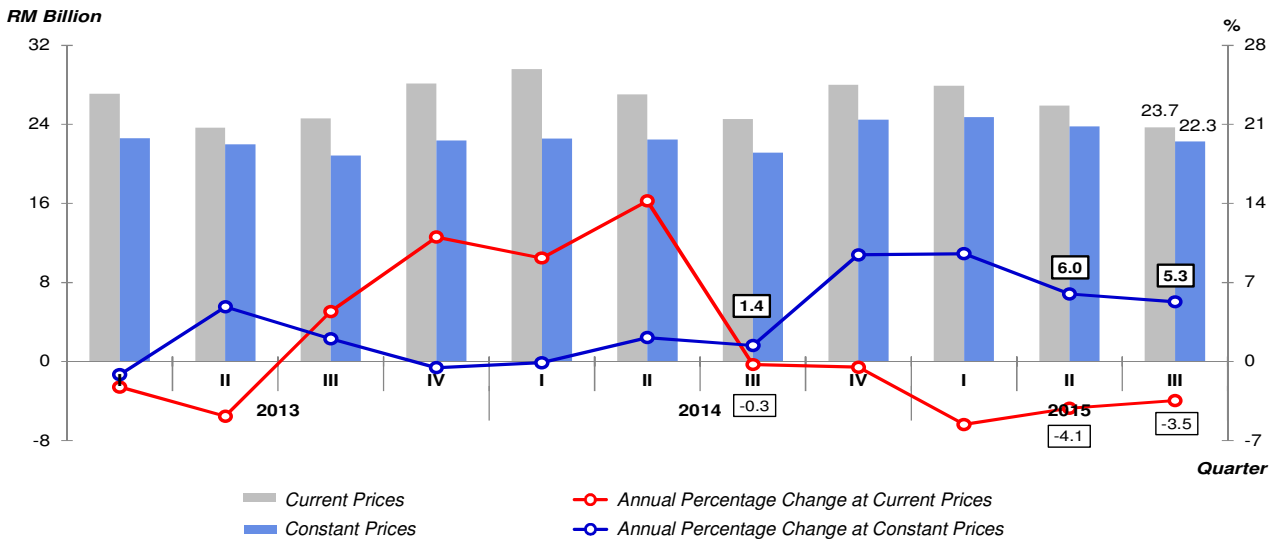 RM Billion
%
32
28
24
21
16
14
8
7
0
0
-8
-7
23.7
22.3
1.4
6.0
5.3
-0.3
-4.1
-3.5
I II III IV I II III IV I II III
2013 2014 2015
Quarter
Current Prices
Annual Percentage Change at Current Prices
Constant Prices
Annual Percentage Change at Constant Prices